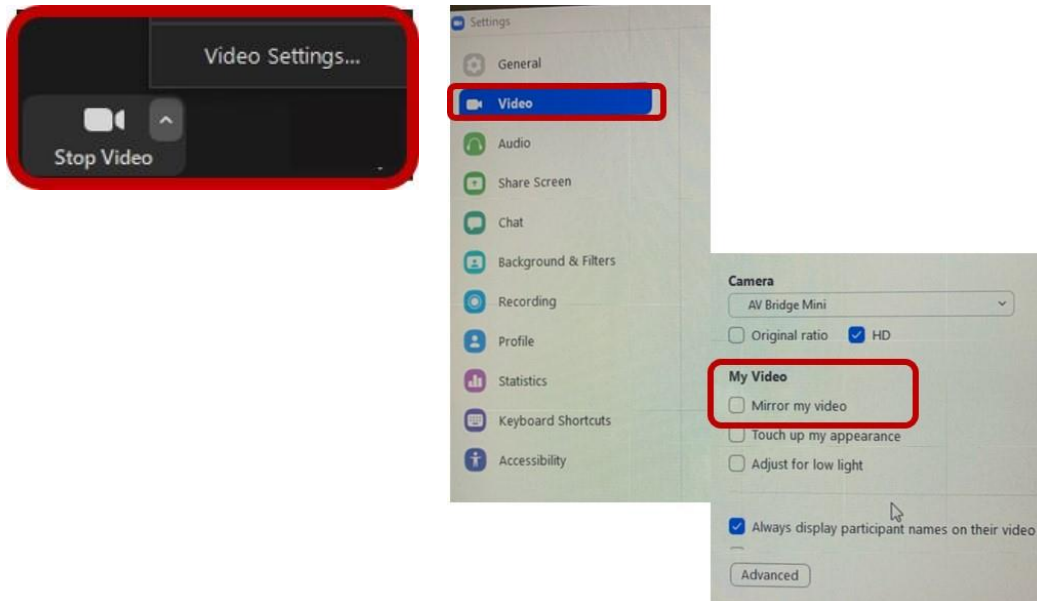 Video Settings...
Stop Video
Settings
General
Video
Audio
Share Screen
Chat
Background & Filters
Recording
Profile
Statistics
Keyboard Shortcuts
Accessibility
Camera
AV Bridge Mini
Original ratio HD
My Video
Mirror my video
Touch up my appearance
Adjust for low light
Always display participant names on their video
Advanced